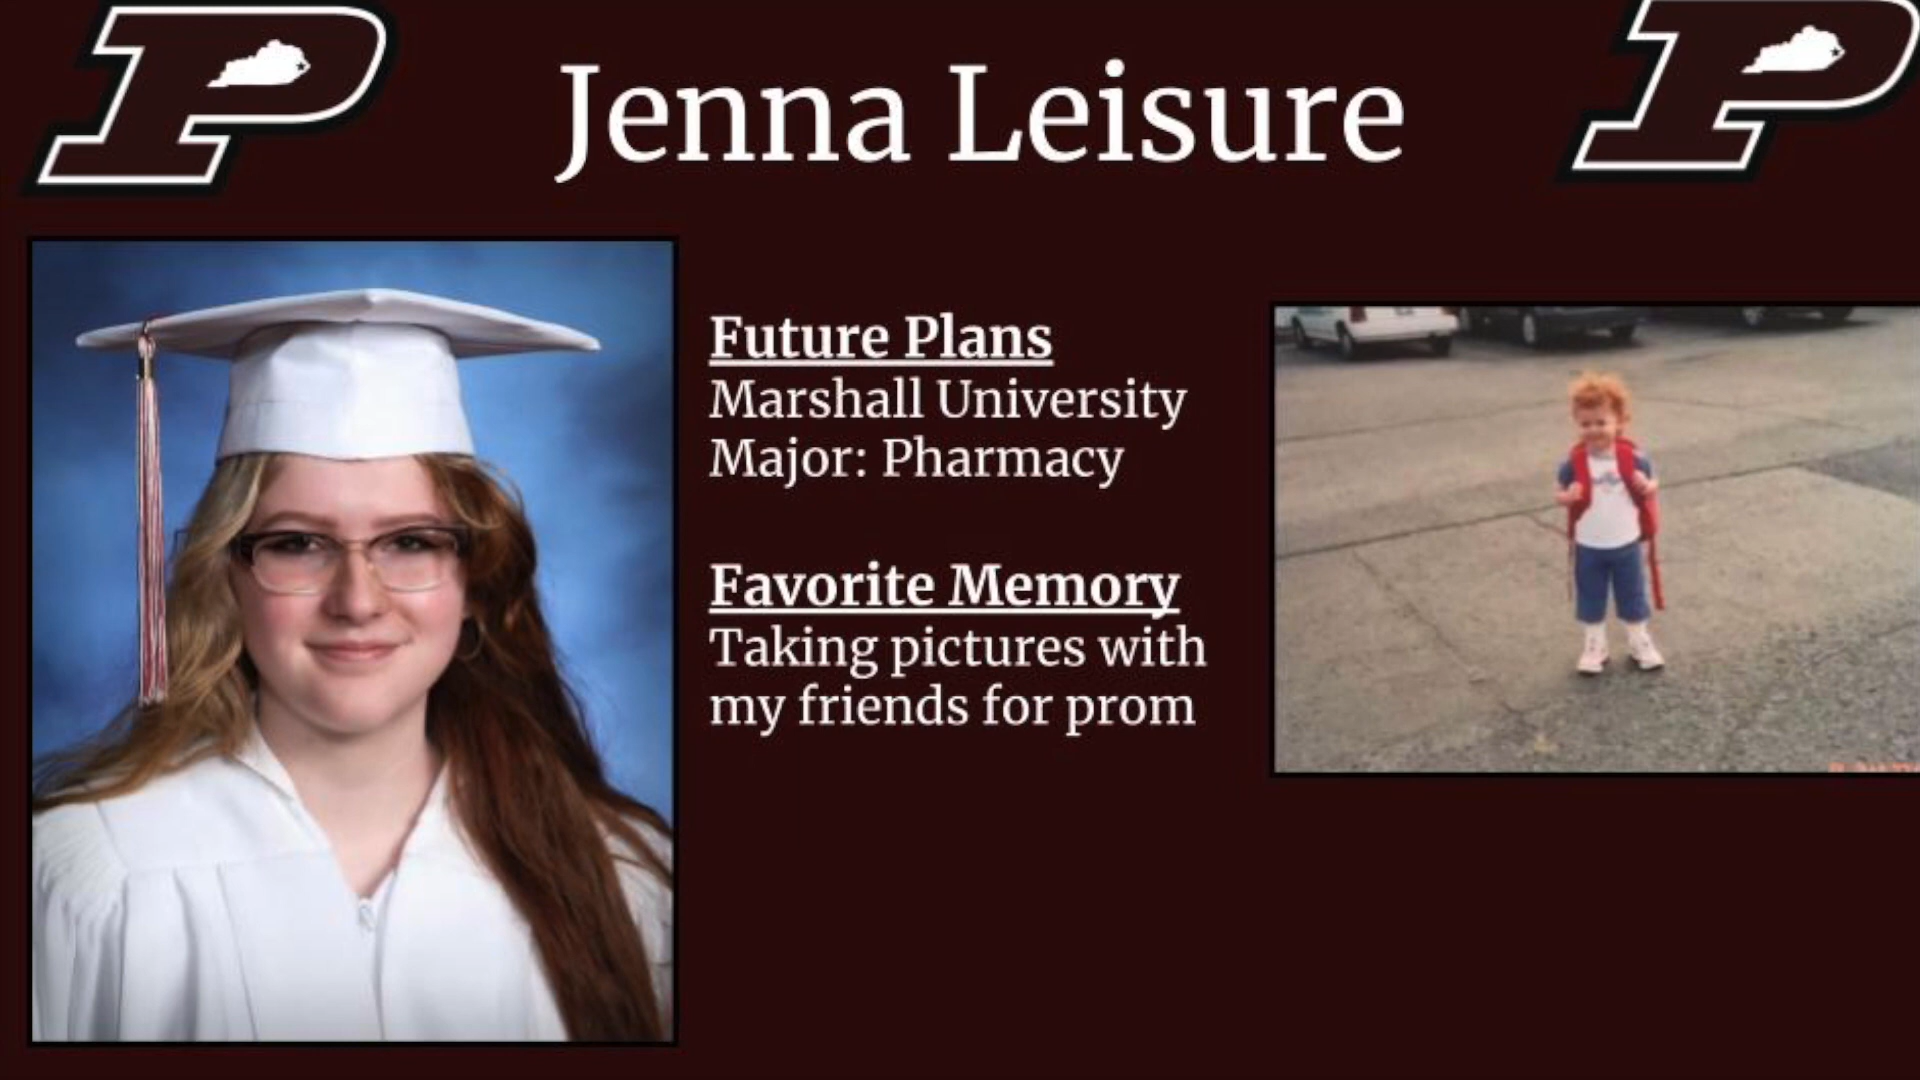 P
P
Jenna Leisure
Future Plans
Marshall University
Major: Pharmacy
Favorite Memory
Taking pictures with
my friends for prom